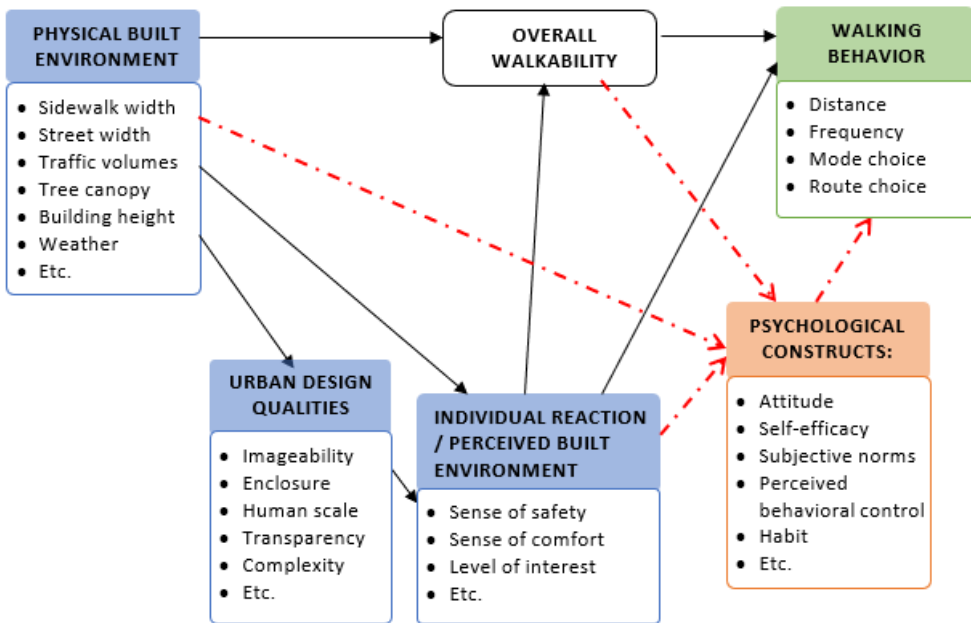 PHYSICAL BUILT
ENVIRONMENT
● Sidewalk width
● Street width
● Traffic volumes
● Tree canopy
● Building height
● Weather
● Etc.
OVERALL
WALKABILITY
WALKING
BEHAVIOR
● Distance
● Frequency
● Mode choice
● Route choice
URBAN DESIGN
QUALITIES
● Imageability
● Enclosure
● Human scale
● Transparency
● Complexity
● Etc.
INDIVIDUAL REACTION
/ PERCEIVED BUILT
ENVIRONMENT
● Sense of safety
● Sense of comfort
● Level of interest
● Etc.
PSYCHOLOGICAL
CONSTRUCTS:
● Attitude
● Self-efficacy
● Subjective norms
● Perceived
behavioral control
● Habit
● Etc.